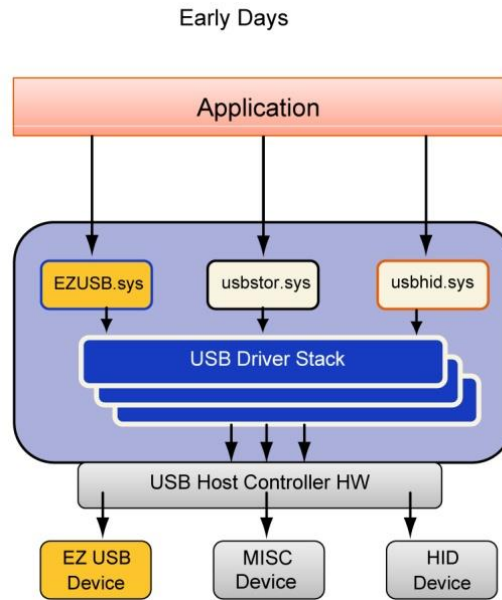 Early Days
Application
EZUSB.sys
usbstor.sys
usbhid.sys
USB Driver Stack
USB Host Controller HW
EZ USB
Device
MISC
Device
HID
Device